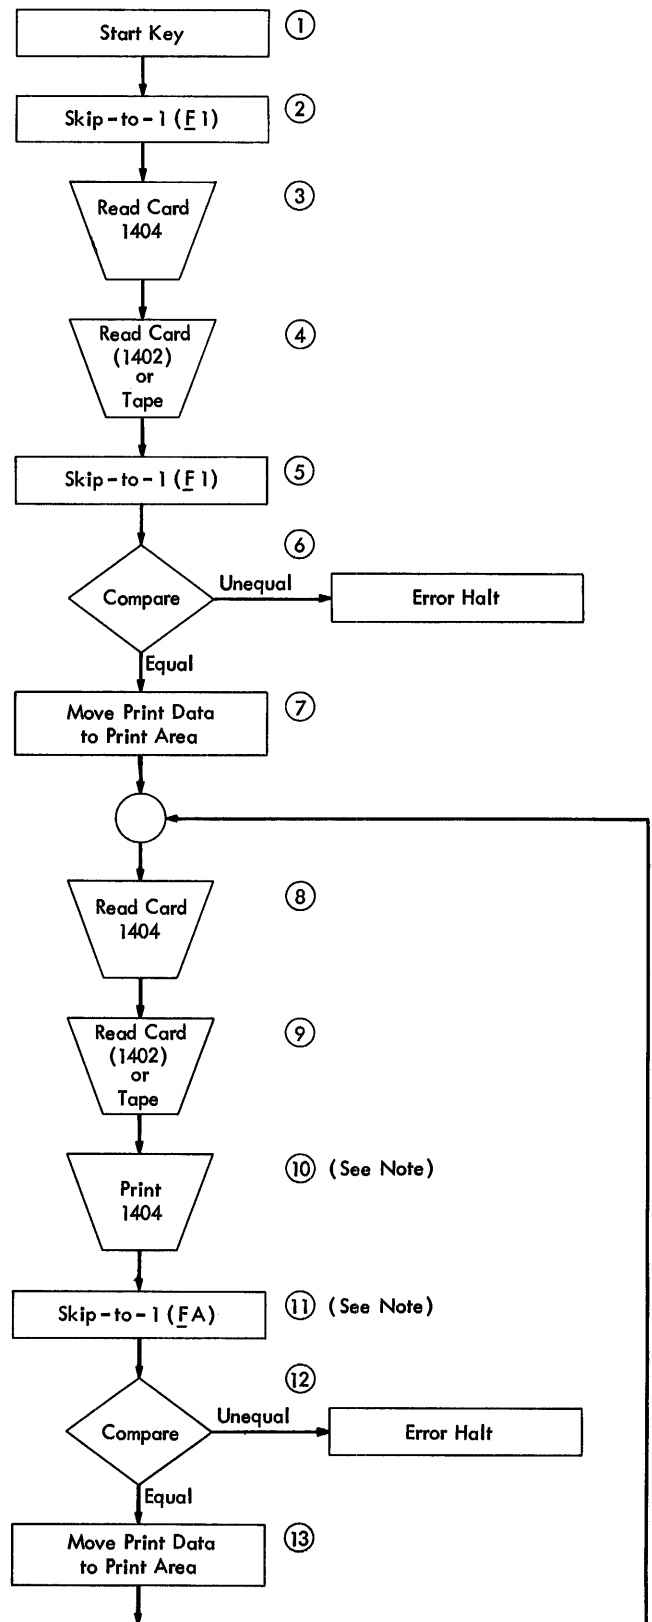 Start Key
1
Skip-to-1 (F 1)
2
Read Card
1404
3
Read Card
(1402)
or
Tape
4
Skip-to-1 (F 1)
5
6
Compare
Unequal
Error Halt
Equal
Move Print Data
to Print Area
7
Read Card
1404
8
Read Card
(1402)
or
Tape
9
Print
1404
10 (See Note)
Skip-to-1 (F A)
11 (See Note)
12
Compare
Unequal
Error Halt
Equal
Move Print Data
to Print Area
13